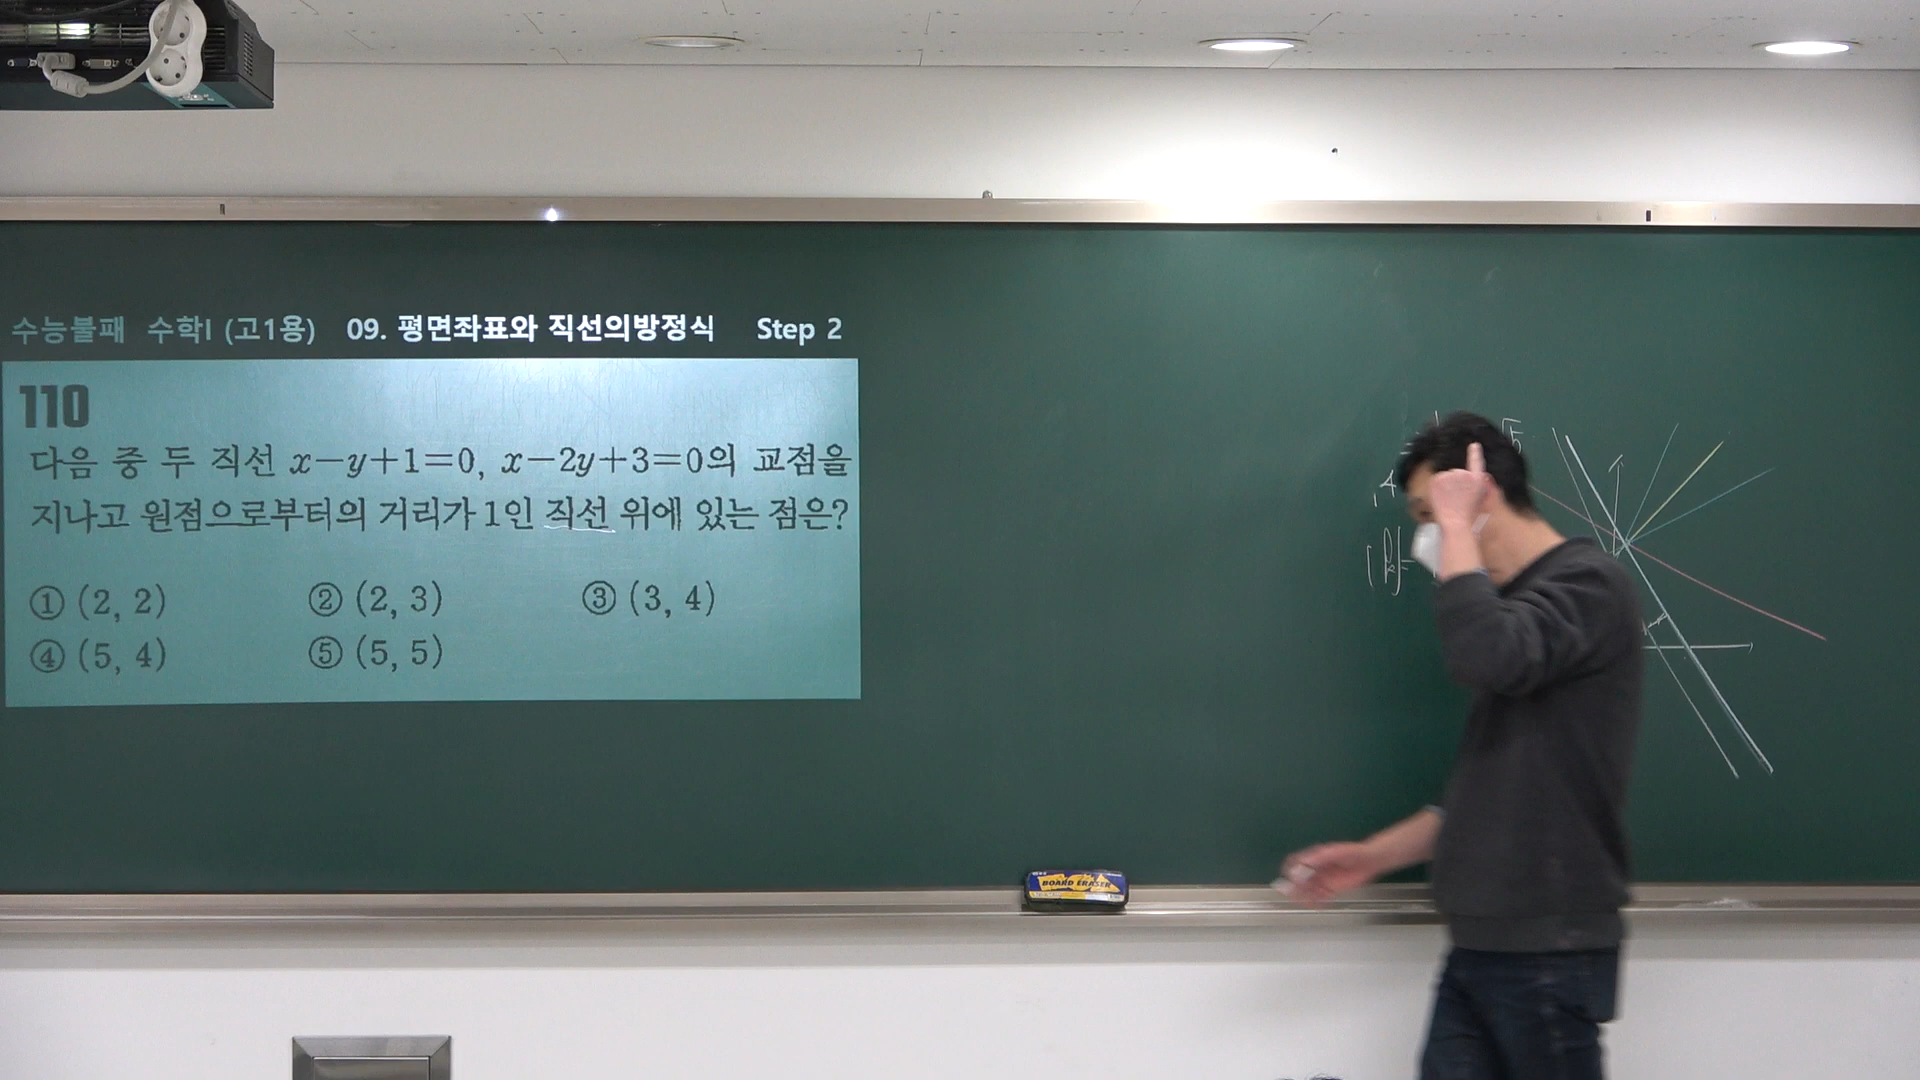 수능불패 수학Ⅰ (고1용) 09. 평면좌표와 직선의방정식 Step 2
110
다음 중 두 직선 x−y+1=0, x−2y+3=0의 교점을
지나고 원점으로부터의 거리가 1인 직선 위에 있는 점은?
① (2, 2) ② (2, 3) ③ (3, 4)
④ (5, 4) ⑤ (5, 5)
√5
BOARD ERASER